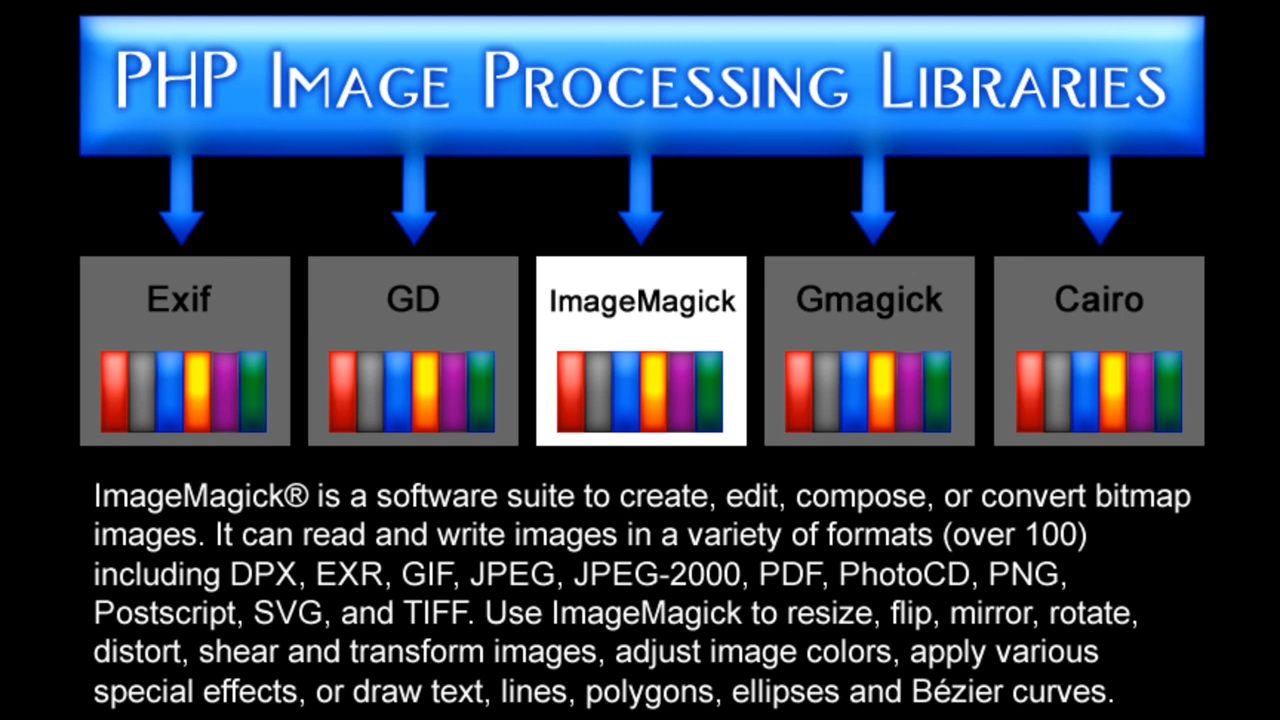 PHP Image Processing Libraries
Exif
GD
ImageMagick
Gmagick
Cairo
ImageMagick® is a software suite to create, edit, compose, or convert bitmap
images. It can read and write images in a variety of formats (over 100)
including DPX, EXR, GIF, JPEG, JPEG-2000, PDF, PhotoCD, PNG,
Postscript, SVG, and TIFF. Use ImageMagick to resize, flip, mirror, rotate,
distort, shear and transform images, adjust image colors, apply various
special effects, or draw text, lines, polygons, ellipses and Bézier curves.